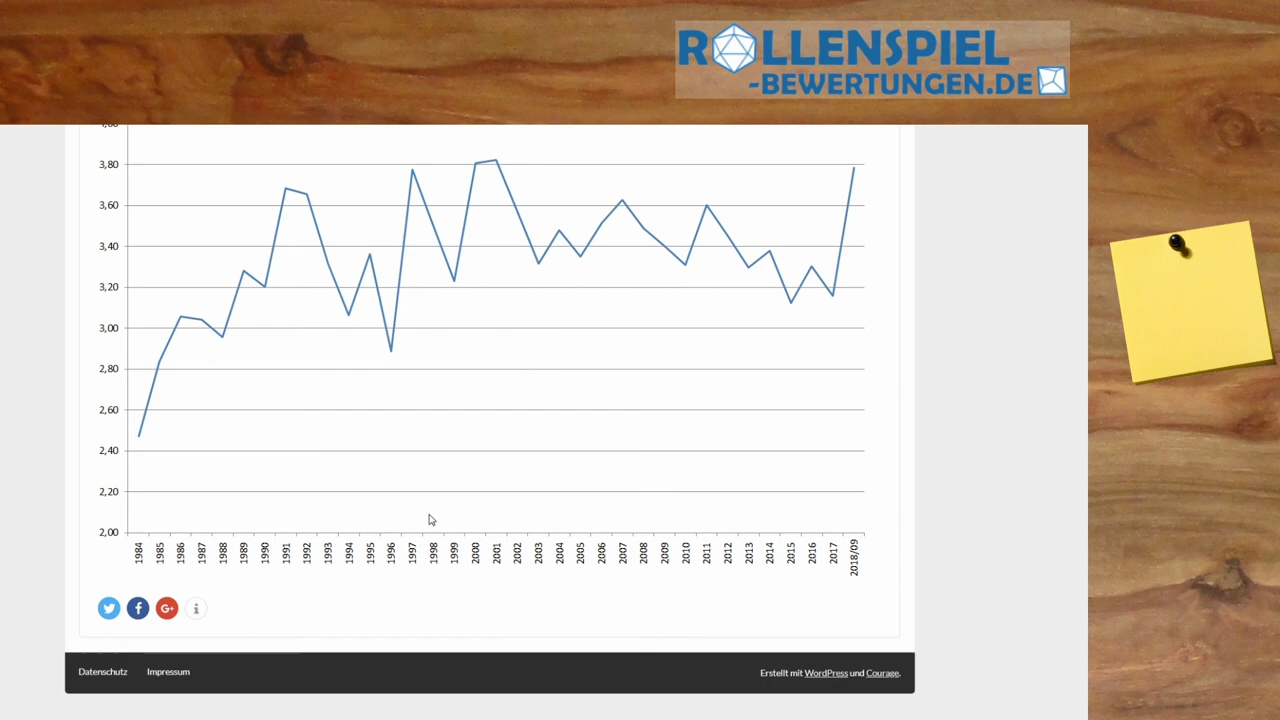 ROLLENSPIEL
-BEWERTUNGEN.DE
4,00
3,80
3,60
3,40
3,20
3,00
2,80
2,60
2,40
2,20
2,00
1984 1985 1986 1987 1988 1989 1990 1991 1992 1993 1994 1995 1996 1997 1998 1999 2000 2001 2002 2003 2004 2005 2006 2007 2008 2009 2010 2011 2012 2013 2014 2015 2016 2017 2018/09
Datenschutz Impressum Erstellt mit WordPress und Courage.